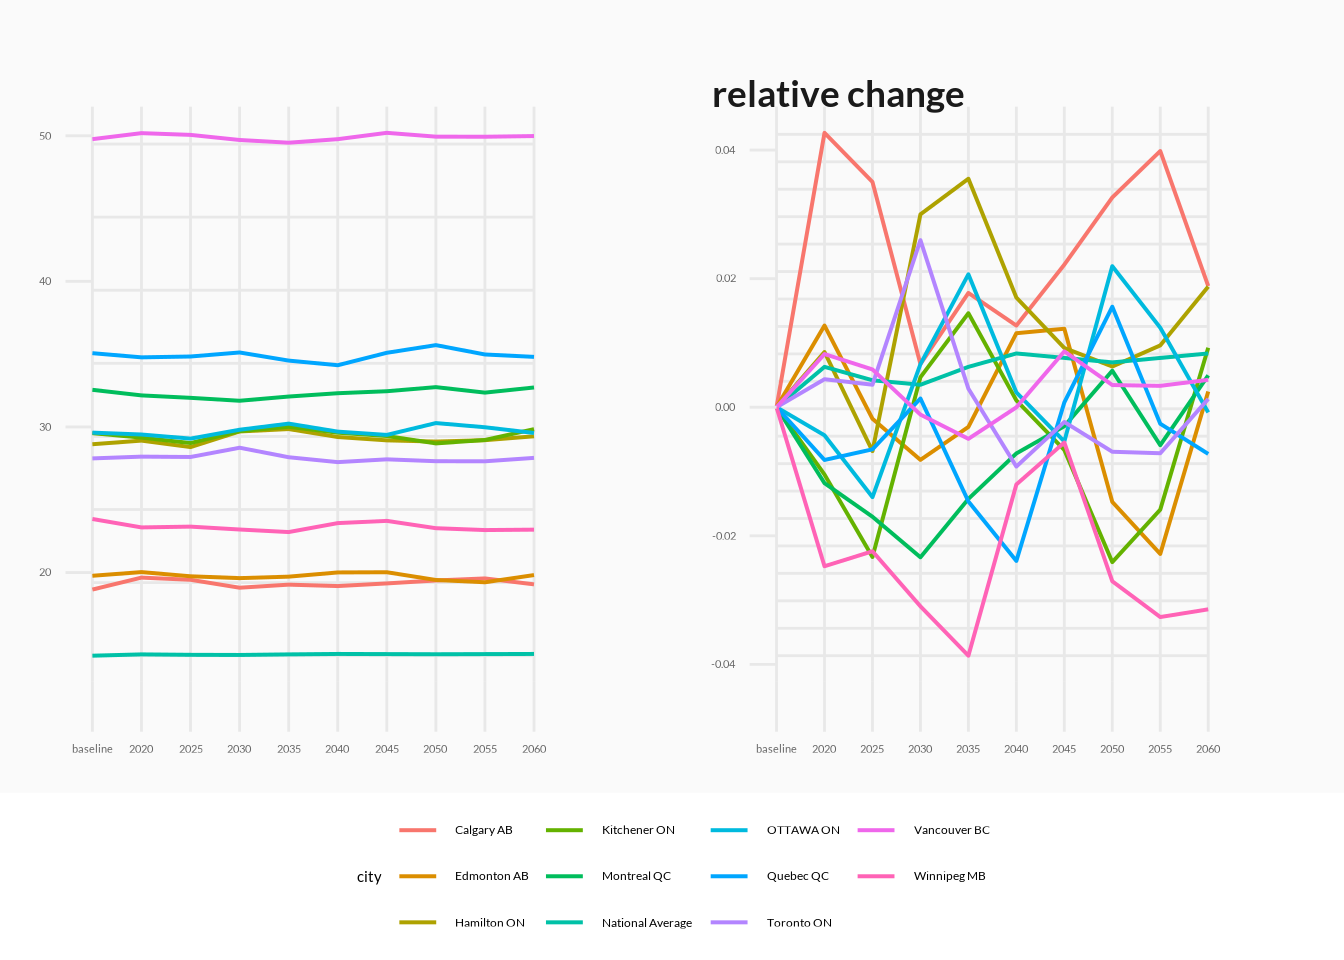 relative change
50
40
30
20
baseline 2020 2025 2030 2035 2040 2045 2050 2055 2060
0.04
0.02
0.00
-0.02
-0.04
baseline 2020 2025 2030 2035 2040 2045 2050 2055 2060
city
Calgary AB Kitchener ON OTTAWA ON Vancouver BC
Edmonton AB Montreal QC Quebec QC Winnipeg MB
Hamilton ON National Average Toronto ON